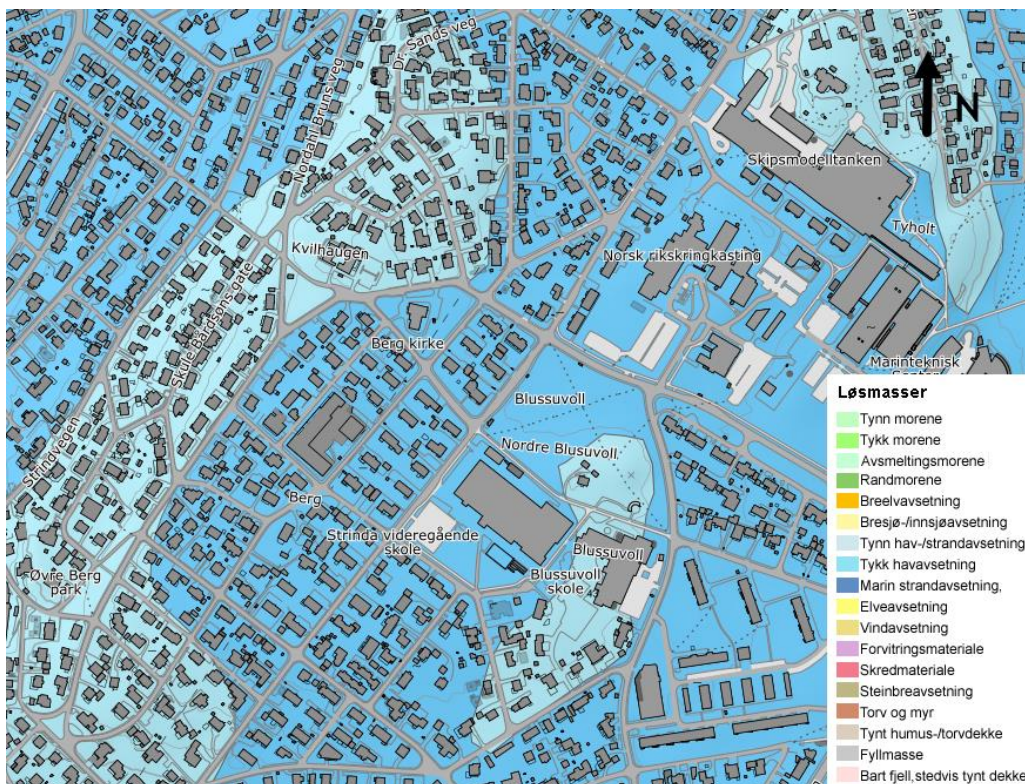 Dr. Sands veg
Nordahl Bruns veg
N
Skipsmodelltanken
Tyholt
Kvilhaugen
Norsk rikskringkasting
Skule Bårdsøns gate
Berg kirke
Marinteknisk
Blussuvoll
Nordre Blusuvoll
Strindvegen
Berg
Strinda videregående
skole
Blussuvoll
Blussuvoll
skole
Øvre Berg
park
Løsmasser
Tynn morene
Tykk morene
Avsmeltingsmorene
Randmorene
Breelvavsetning
Bresjø-/innsjøavsetning
Tynn hav-/strandavsetning
Tykk havavsetning
Marin strandavsetning,
Elveavsetning
Vindavsetning
Forvitringsmateriale
Skredmateriale
Steinbreavsetning
Torv og myr
Tynt humus-/torvdekke
Fyllmasse
Bart fjell,stedvis tynt dekke